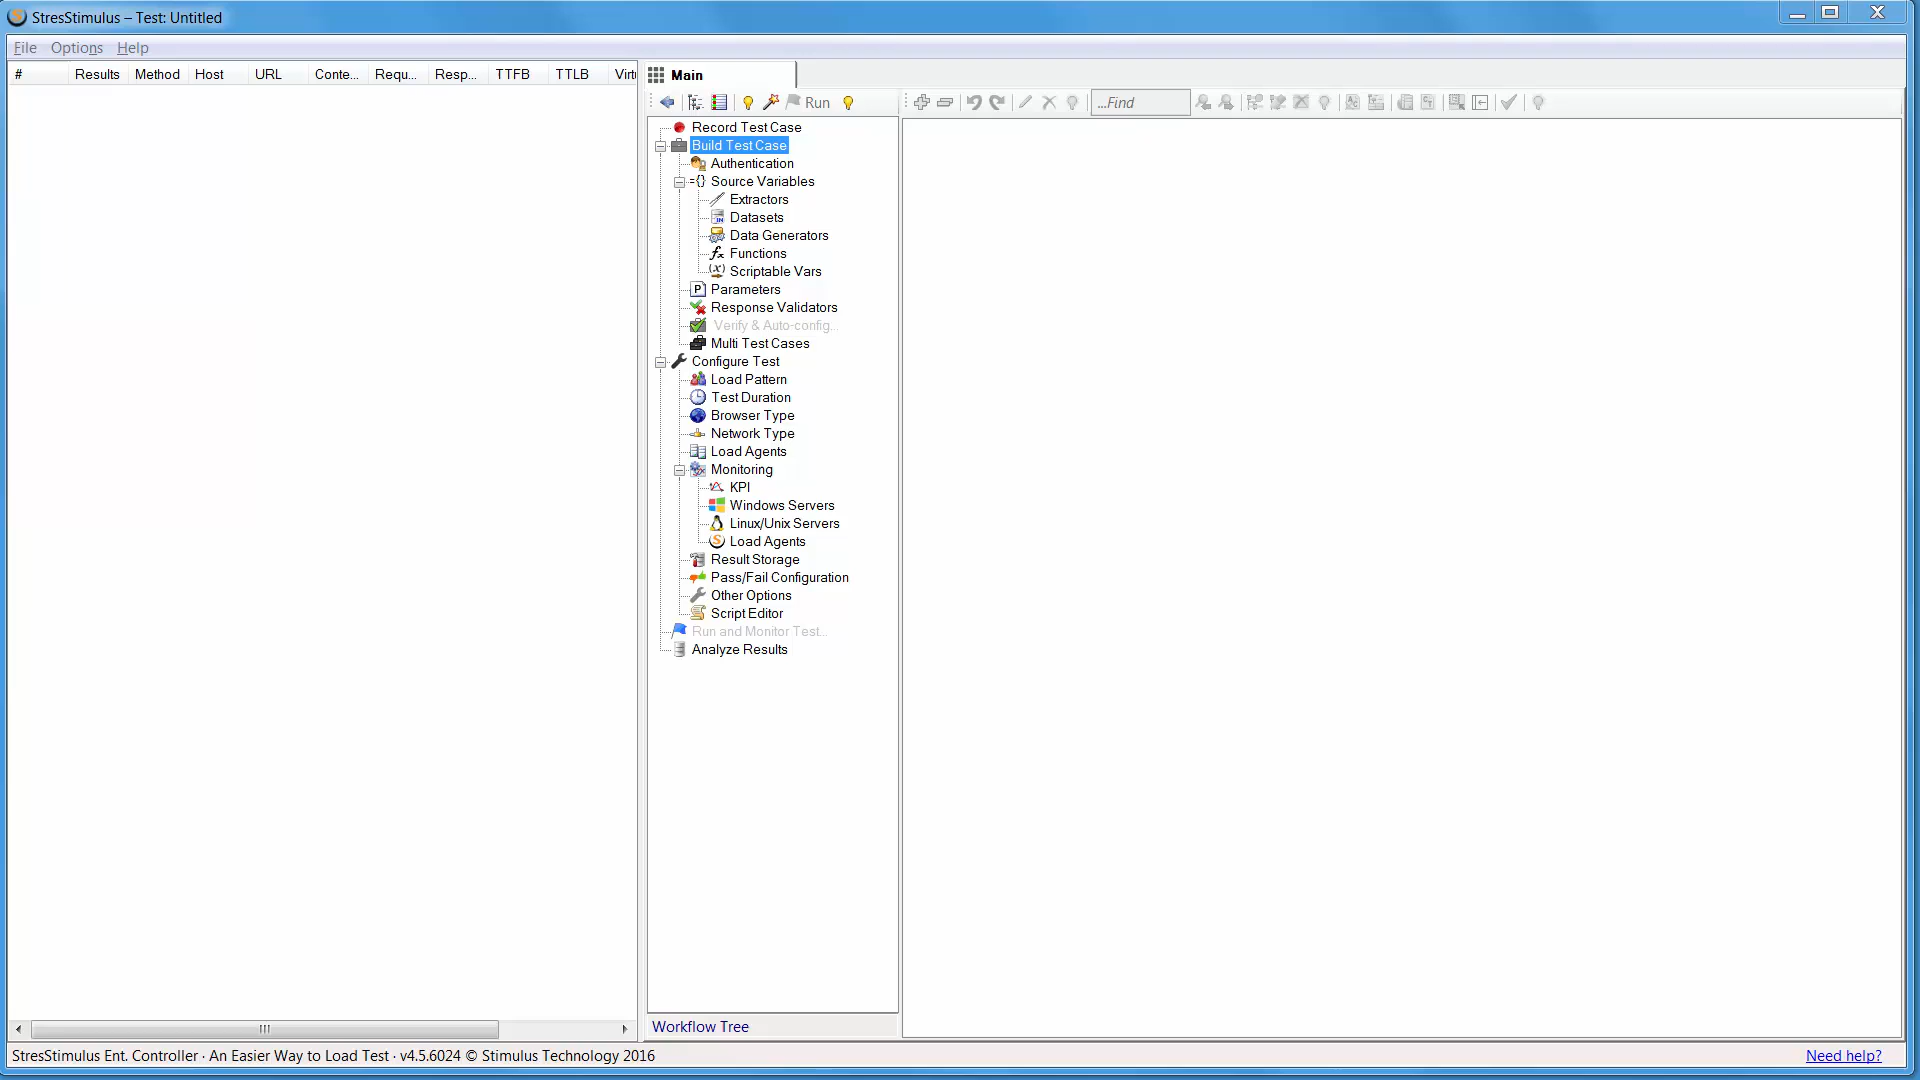 StresStimulus – Test: Untitled
File Options Help
# Results Method Host URL Conte... Requ... Resp... TTFB TTLB Virtu
Main
Run ...Find
Record Test Case
Build Test Case
Authentication
={} Source Variables
Extractors
Datasets
Data Generators
fx Functions
(x) Scriptable Vars
P Parameters
Response Validators
Verify & Auto-config...
Multi Test Cases
Configure Test
Load Pattern
Test Duration
Browser Type
Network Type
Load Agents
Monitoring
KPI
Windows Servers
Linux/Unix Servers
Load Agents
Result Storage
Pass/Fail Configuration
Other Options
Script Editor
Run and Monitor Test...
Analyze Results
Workflow Tree
StresStimulus Ent. Controller · An Easier Way to Load Test · v4.5.6024 © Stimulus Technology 2016
Need help?